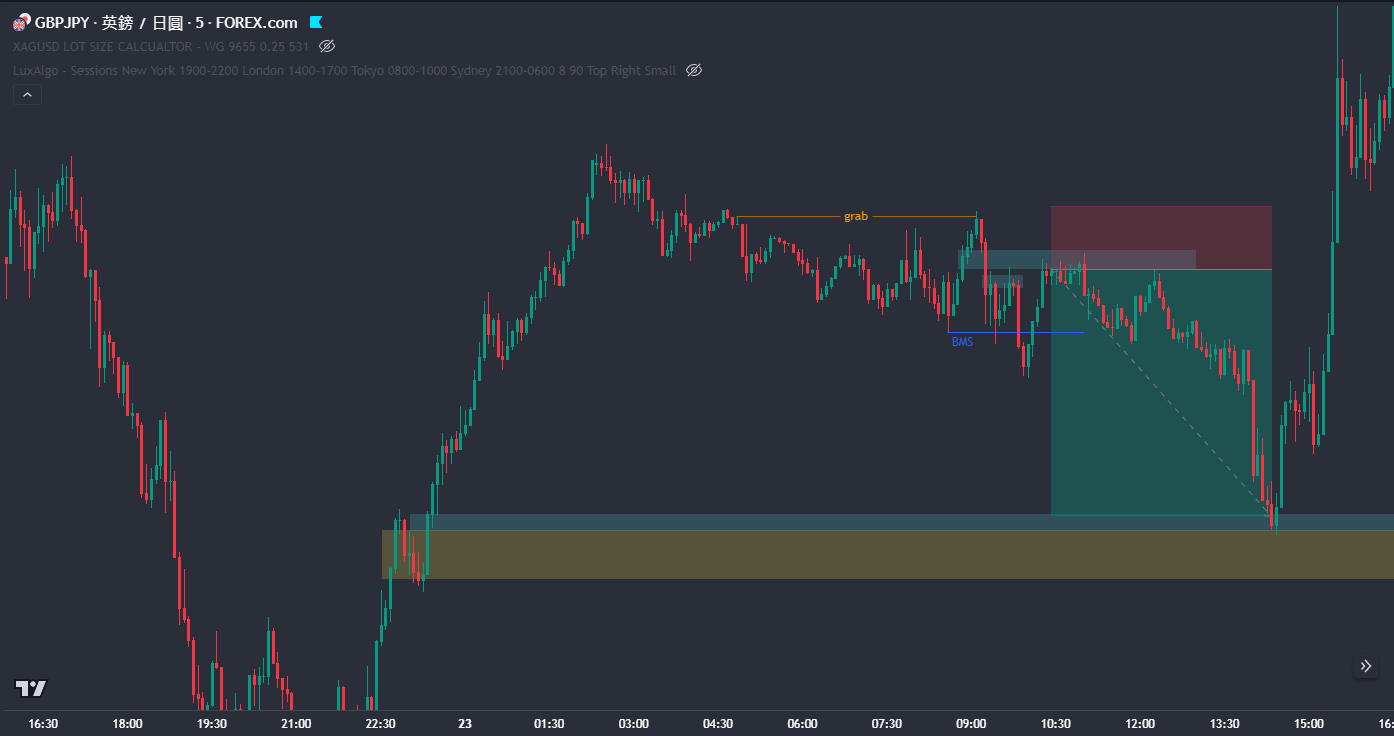 GBPJPY · 英鎊 / 日圓 · 5 · FOREX.com
XAGUSD LOT SIZE CALCUALTOR - WG 9655 0.25 531
LuxAlgo - Sessions New York 1900-2200 London 1400-1700 Tokyo 0800-1000 Sydney 2100-0600 8 90 Top Right Small
grab
BMS
16:30 18:00 19:30 21:00 22:30 23 01:30 03:00 04:30 06:00 07:30 09:00 10:30 12:00 13:30 15:00 16: